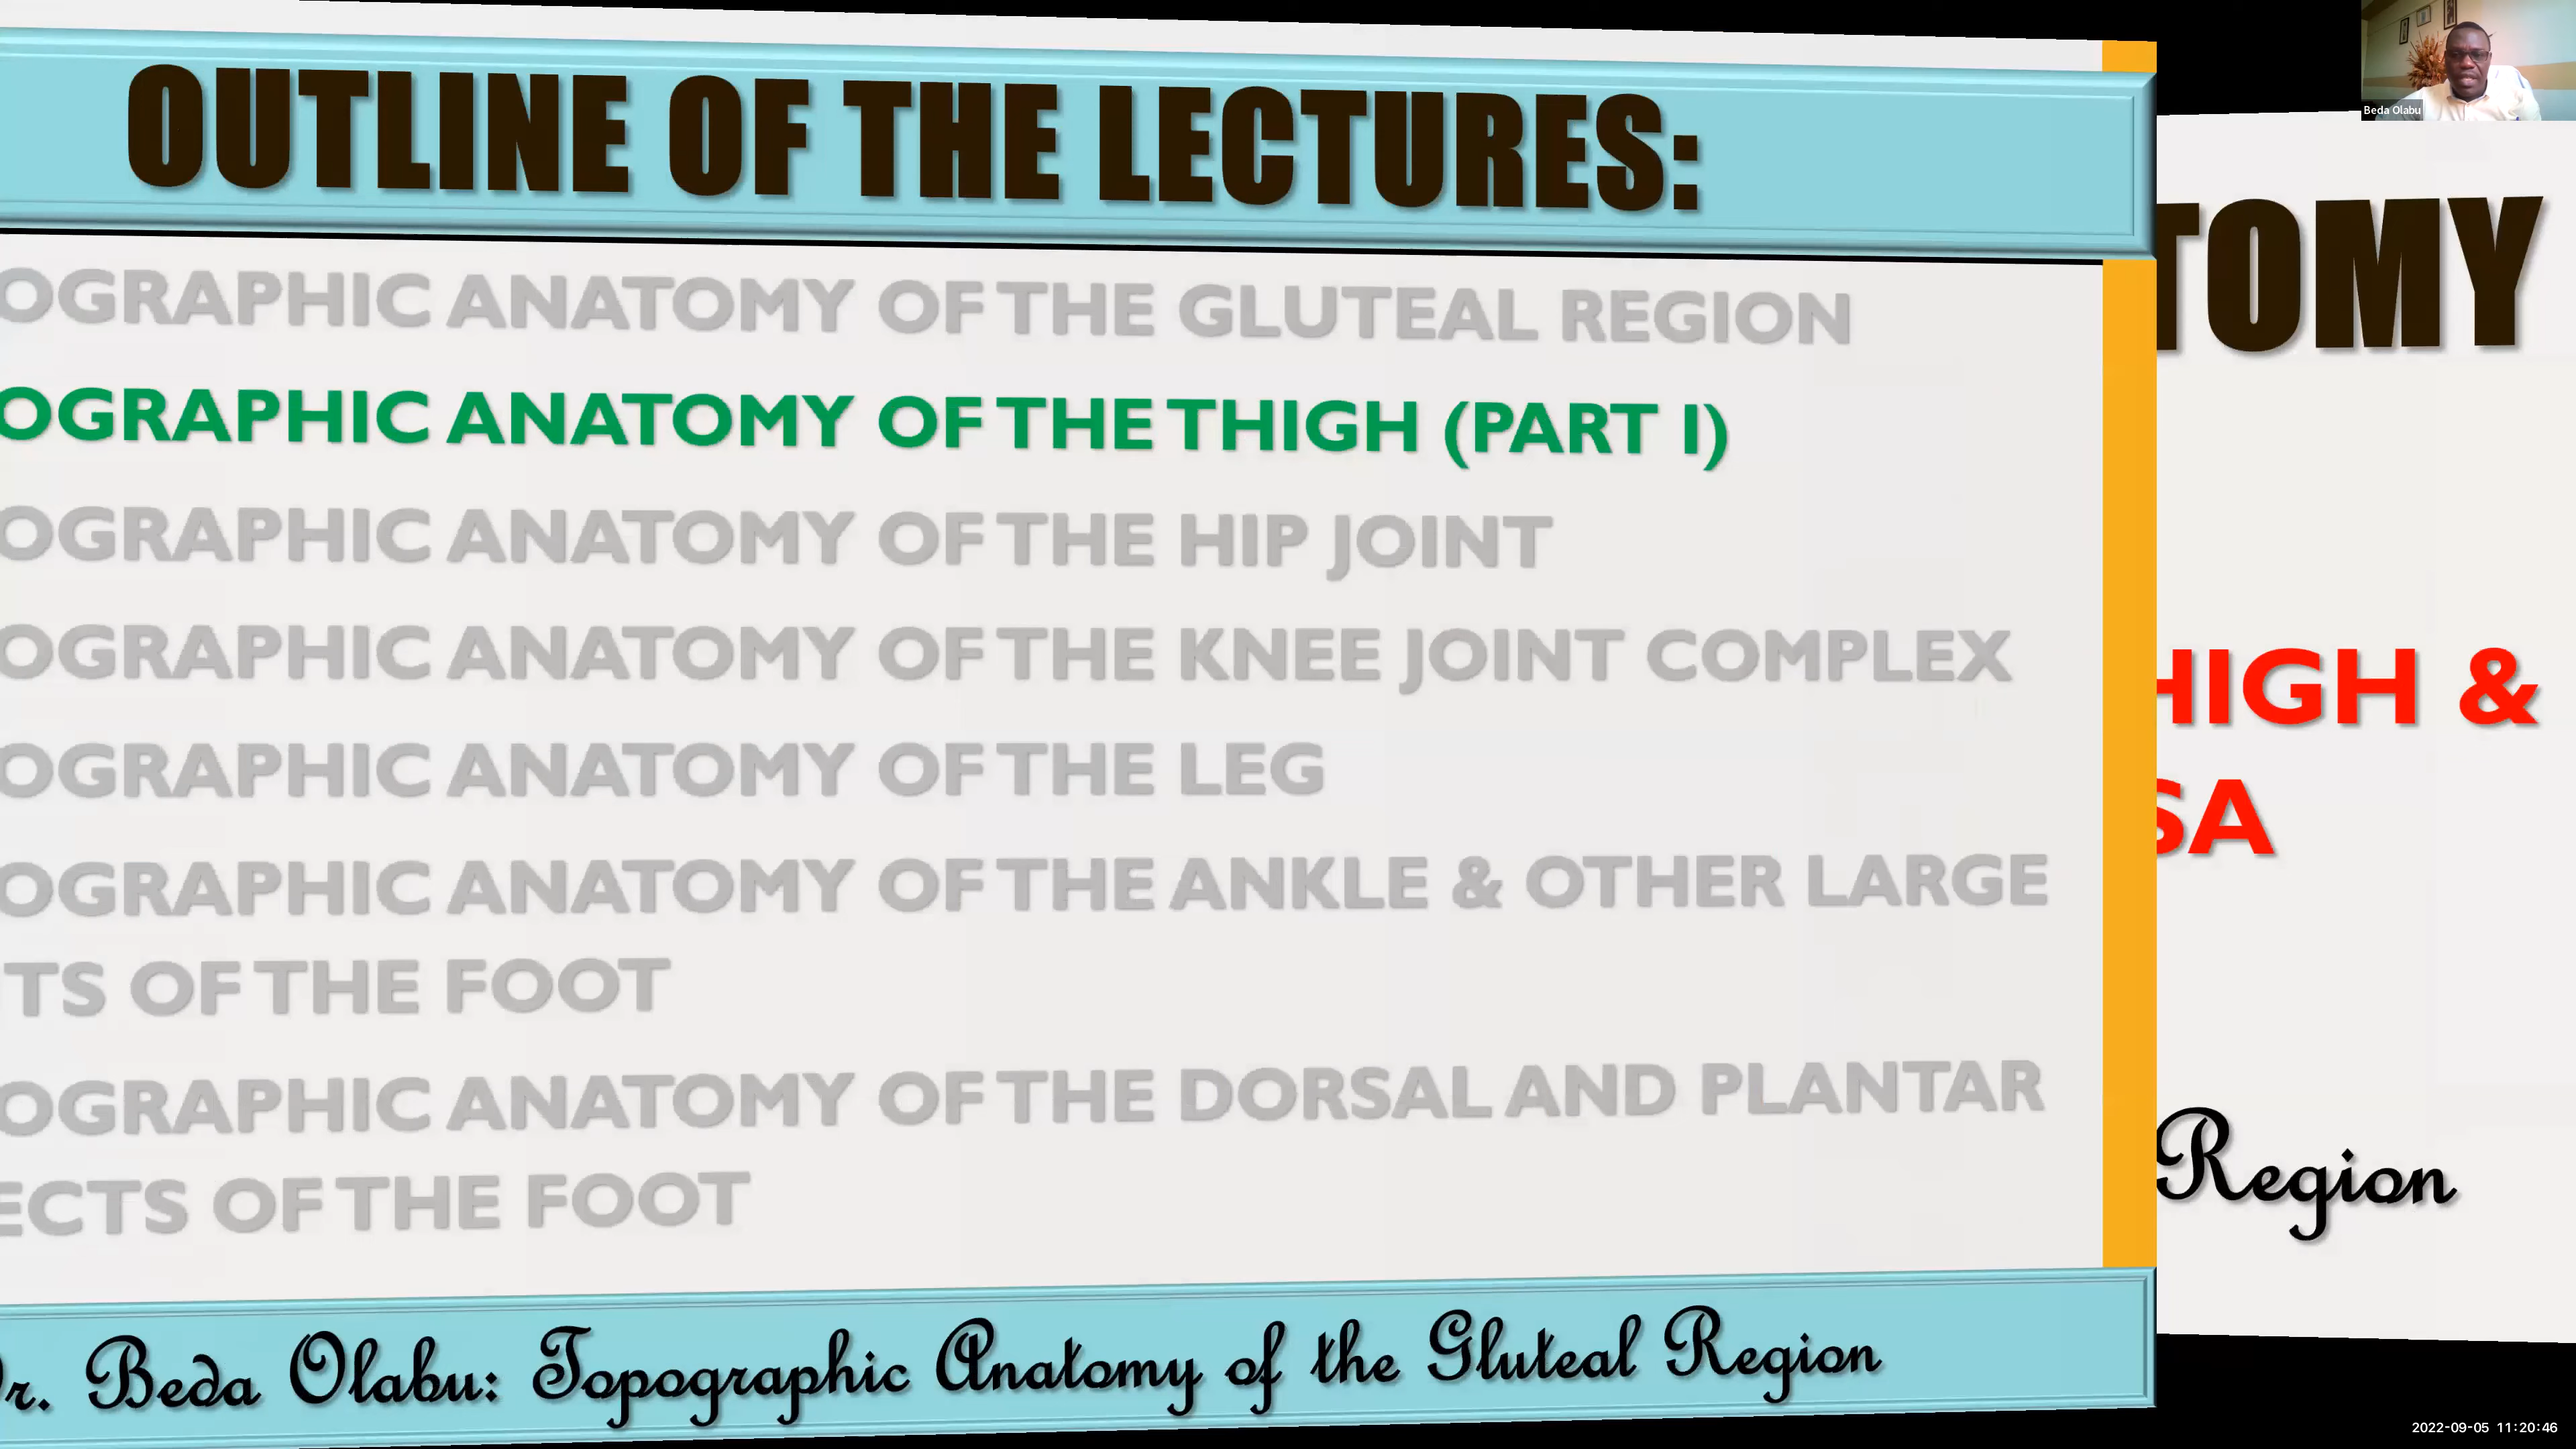 OUTLINE OF THE LECTURES:
OGRAPHIC ANATOMY OF THE GLUTEAL REGION
OGRAPHIC ANATOMY OF THE THIGH (PART I)
OGRAPHIC ANATOMY OF THE HIP JOINT
OGRAPHIC ANATOMY OF THE KNEE JOINT COMPLEX
OGRAPHIC ANATOMY OF THE LEG
OGRAPHIC ANATOMY OF THE ANKLE & OTHER LARGE
TS OF THE FOOT
OGRAPHIC ANATOMY OF THE DORSAL AND PLANTAR
ECTS OF THE FOOT
Dr. Beda Olabu: Topographic Anatomy of the Gluteal Region
Beda Olabu
TOMY
HIGH &
SA
Region
2022-09-05 11:20:46